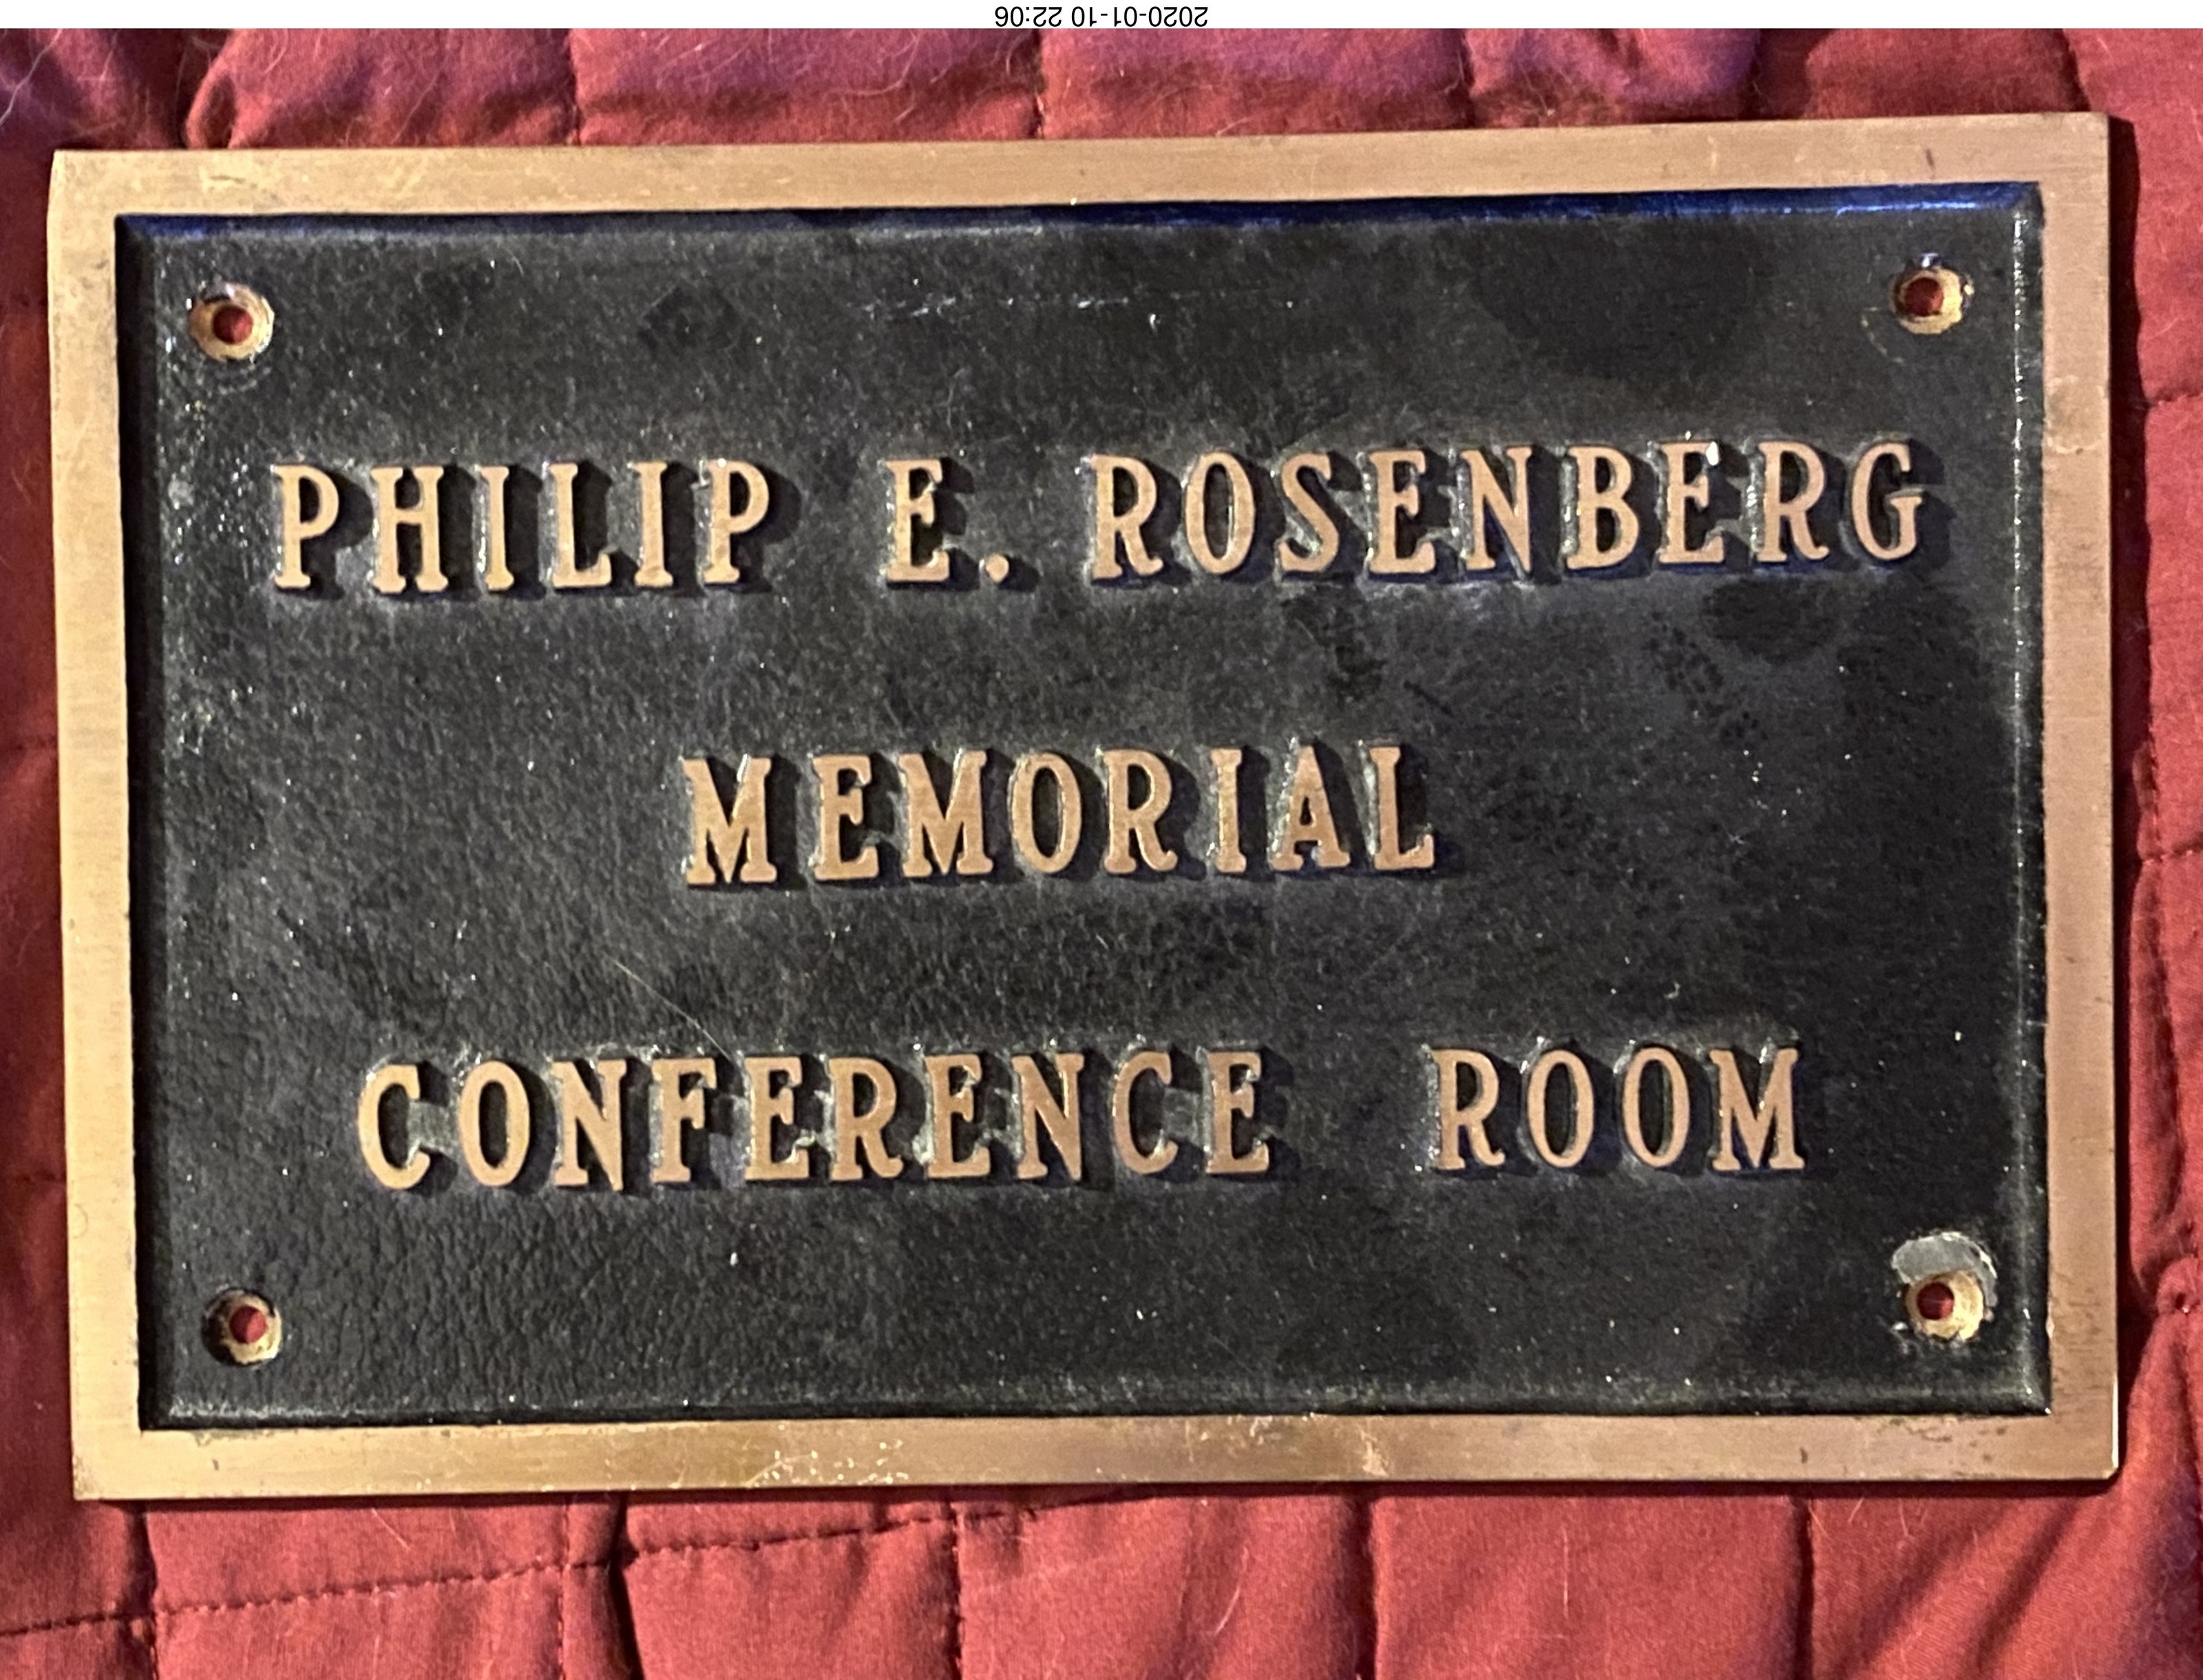 2020-01-10 22:06
PHILIP E. ROSENBERG
MEMORIAL
CONFERENCE ROOM